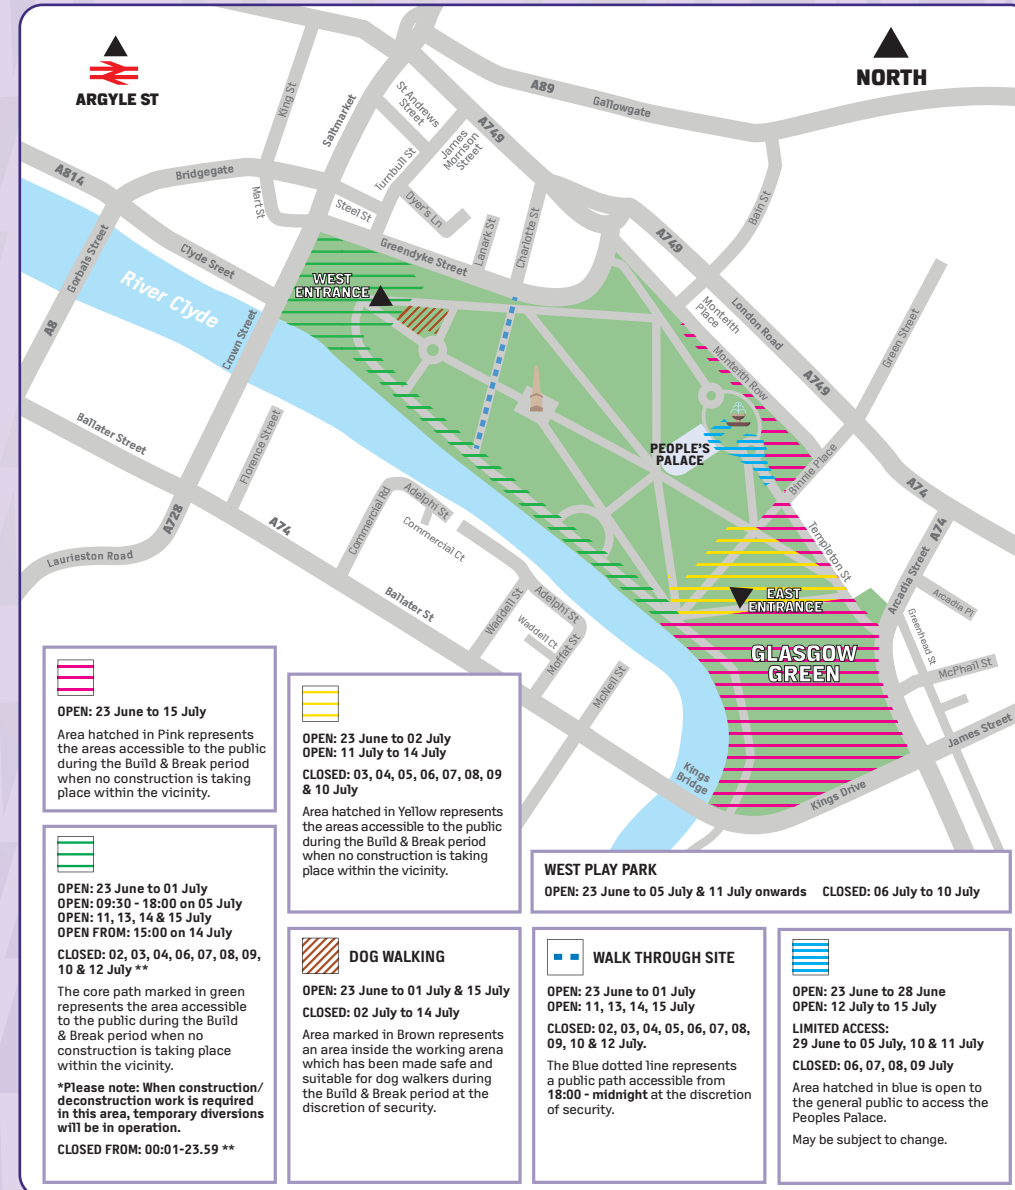 ARGYLE ST
NORTH
A89
Gallowgate
King St
Saltmarket
St Andrews
Street
A749
James
Morrison
Street
Turnbull St
A814
Bridgegate
Mart St
Steel St
Dyer's Ln
Lanark St
Charlotte St
Bain St
A749
Gorbals Street
Clyde Sreet
Greendyke Street
WEST
ENTRANCE
River Clyde
A8
Crown Street
Monteith
Place
London Road
Monteith Row
A749
Green Street
Ballater Street
Florence Street
PEOPLE'S
PALACE
Binnie Place
A74
A728
A74
Commercial Rd
Adelphi St
Commercial Ct
Templeton St
A74
Arcadia Street
Laurieston Road
Ballater St
Waddell St
Adelphi St
Waddell Ct
Moffat St
EAST
ENTRANCE
Arcadia Pl
Greenhead St
GLASGOW
GREEN
McPhail St
McNeil St
James Street
Kings
Bridge
Kings Drive
OPEN: 23 June to 15 July
Area hatched in Pink represents
the areas accessible to the public
during the Build & Break period
when no construction is taking
place within the vicinity.
OPEN: 23 June to 02 July
OPEN: 11 July to 14 July
CLOSED: 03, 04, 05, 06, 07, 08, 09
& 10 July
Area hatched in Yellow represents
the areas accessible to the public
during the Build & Break period
when no construction is taking
place within the vicinity.
WEST PLAY PARK
OPEN: 23 June to 05 July & 11 July onwards CLOSED: 06 July to 10 July
OPEN: 23 June to 01 July
OPEN: 09:30 - 18:00 on 05 July
OPEN: 11, 13, 14 & 15 July
OPEN FROM: 15:00 on 14 July
CLOSED: 02, 03, 04, 06, 07, 08, 09,
10 & 12 July **
The core path marked in green
represents the area accessible
to the public during the Build
& Break period when no
construction is taking place
within the vicinity.
*Please note: When construction/
deconstruction work is required
in this area, temporary diversions
will be in operation.
CLOSED FROM: 00:01-23.59 **
DOG WALKING
OPEN: 23 June to 01 July & 15 July
CLOSED: 02 July to 14 July
Area marked in Brown represents
an area inside the working arena
which has been made safe and
suitable for dog walkers during
the Build & Break period at the
discretion of security.
WALK THROUGH SITE
OPEN: 23 June to 01 July
OPEN: 11, 13, 14, 15 July
CLOSED: 02, 03, 04, 05, 06, 07, 08,
09, 10 & 12 July.
The Blue dotted line represents
a public path accessible from
18:00 - midnight at the discretion
of security.
OPEN: 23 June to 28 June
OPEN: 12 July to 15 July
LIMITED ACCESS:
29 June to 05 July, 10 & 11 July
CLOSED: 06, 07, 08, 09 July
Area hatched in blue is open to
the general public to access the
Peoples Palace.
May be subject to change.